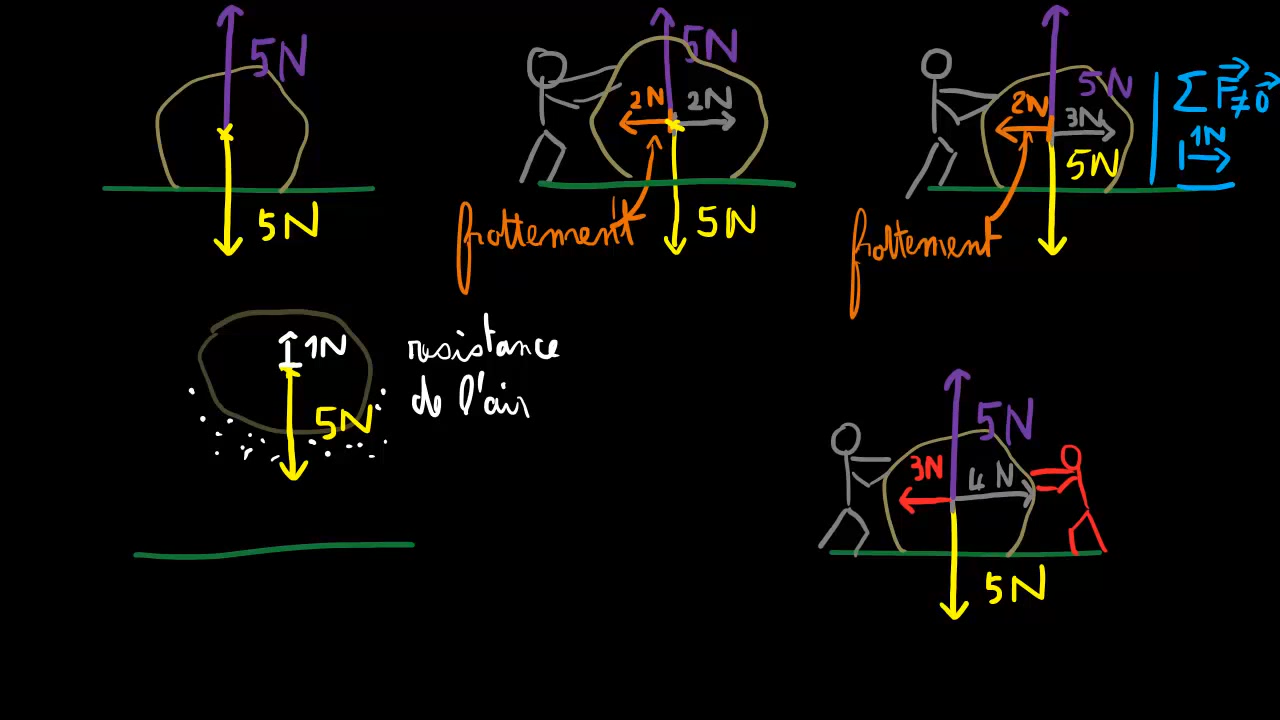 5N
5N
5N
2N 2N
5N
frottement
5N
2N 3N
5N
frottement
∑F⃗≠0⃗
1N
1N
5N
resistance
de l'air
5N
3N 4N
5N